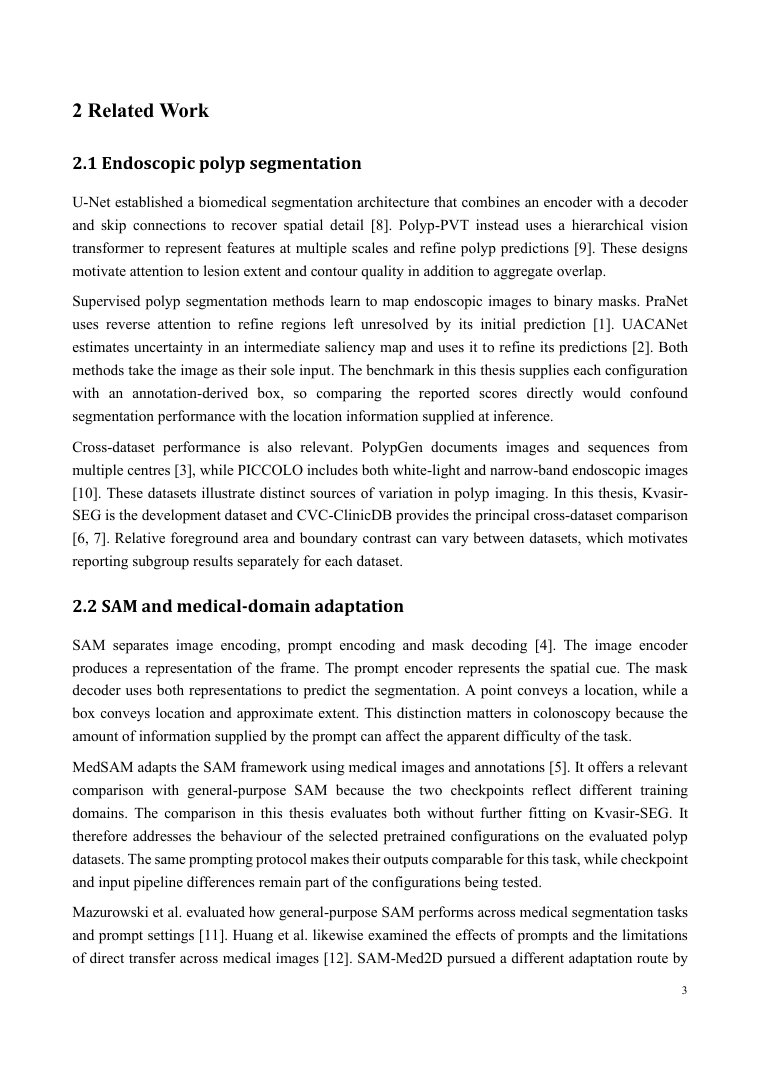 2 Related Work
2.1 Endoscopic polyp segmentation
U-Net established a biomedical segmentation architecture that combines an encoder with a decoder
and skip connections to recover spatial detail [8]. Polyp-PVT instead uses a hierarchical vision
transformer to represent features at multiple scales and refine polyp predictions [9]. These designs
motivate attention to lesion extent and contour quality in addition to aggregate overlap.
Supervised polyp segmentation methods learn to map endoscopic images to binary masks. PraNet
uses reverse attention to refine regions left unresolved by its initial prediction [1]. UACANet
estimates uncertainty in an intermediate saliency map and uses it to refine its predictions [2]. Both
methods take the image as their sole input. The benchmark in this thesis supplies each configuration
with an annotation-derived box, so comparing the reported scores directly would confound
segmentation performance with the location information supplied at inference.
Cross-dataset performance is also relevant. PolypGen documents images and sequences from
multiple centres [3], while PICCOLO includes both white-light and narrow-band endoscopic images
[10]. These datasets illustrate distinct sources of variation in polyp imaging. In this thesis, Kvasir-
SEG is the development dataset and CVC-ClinicDB provides the principal cross-dataset comparison
[6, 7]. Relative foreground area and boundary contrast can vary between datasets, which motivates
reporting subgroup results separately for each dataset.
2.2 SAM and medical-domain adaptation
SAM separates image encoding, prompt encoding and mask decoding [4]. The image encoder
produces a representation of the frame. The prompt encoder represents the spatial cue. The mask
decoder uses both representations to predict the segmentation. A point conveys a location, while a
box conveys location and approximate extent. This distinction matters in colonoscopy because the
amount of information supplied by the prompt can affect the apparent difficulty of the task.
MedSAM adapts the SAM framework using medical images and annotations [5]. It offers a relevant
comparison with general-purpose SAM because the two checkpoints reflect different training
domains. The comparison in this thesis evaluates both without further fitting on Kvasir-SEG. It
therefore addresses the behaviour of the selected pretrained configurations on the evaluated polyp
datasets. The same prompting protocol makes their outputs comparable for this task, while checkpoint
and input pipeline differences remain part of the configurations being tested.
Mazurowski et al. evaluated how general-purpose SAM performs across medical segmentation tasks
and prompt settings [11]. Huang et al. likewise examined the effects of prompts and the limitations
of direct transfer across medical images [12]. SAM-Med2D pursued a different adaptation route by
3